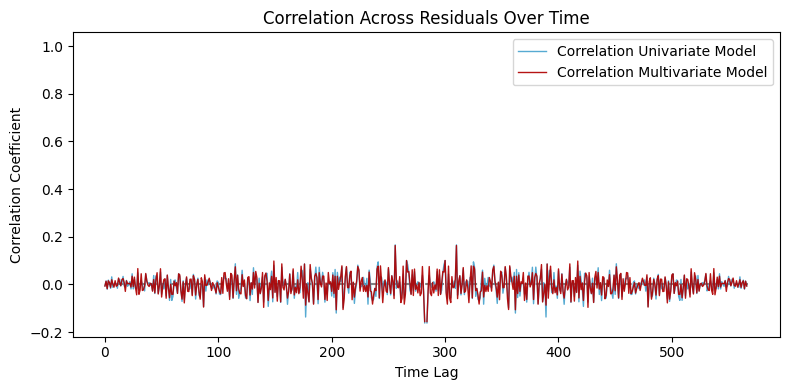 Correlation Across Residuals Over Time
Correlation Univariate Model
Correlation Multivariate Model
Correlation Coefficient
1.0
0.8
0.6
0.4
0.2
0.0
−0.2
0
100
200
300
400
500
Time Lag